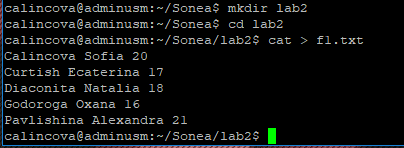 calincova@adminusm:~/Sonea$ mkdir lab2
calincova@adminusm:~/Sonea$ cd lab2
calincova@adminusm:~/Sonea/lab2$ cat > f1.txt
Calincova Sofia 20
Curtish Ecaterina 17
Diaconita Natalia 18
Godoroga Oxana 16
Pavlishina Alexandra 21
calincova@adminusm:~/Sonea/lab2$